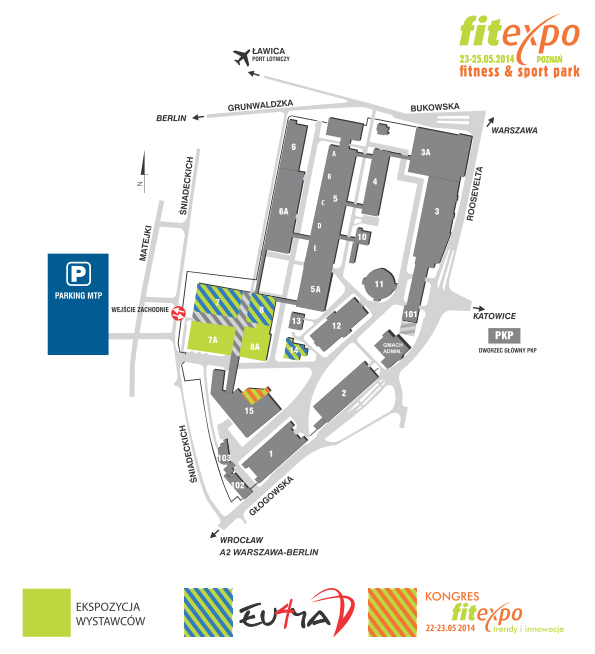 fitexpo
23-25.05.2014 POZNAŃ
fitness & sport park
ŁAWICA
PORT LOTNICZY
GRUNWALDZKA
BUKOWSKA
BERLIN
WARSZAWA
N
ŚNIADECKICH
MATEJKI
ROOSEVELTA
6
A
B
C
D
E
5
4
3A
3
6A
10
5A
11
101
KATOWICE
P
PARKING MTP
WEJŚCIE ZACHODNIE
7
8
7A
8A
13
12
14
GMACH
ADMIN.
PKP
DWORZEC GŁÓWNY PKP
15
2
1
103
102
ŚNIADECKICH
GŁOGOWSKA
WROCŁAW
A2 WARSZAWA-BERLIN
EKSPOZYCJA
WYSTAWCÓW
EU4YA
KONGRES
fitexpo
22-23.05.2014 trendy i innowacje